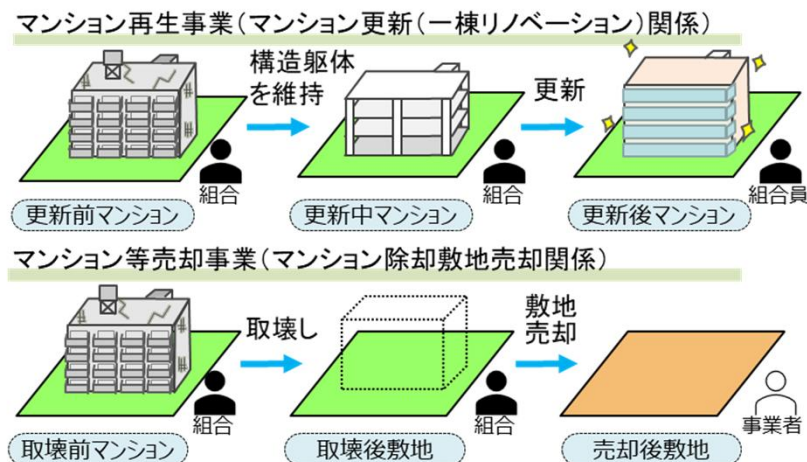 マンション再生事業(マンション更新(一棟リノベーション)関係)
構造躯体
を維持
更新
組合
組合
組合員
更新前マンション
更新中マンション
更新後マンション
マンション等売却事業(マンション除却敷地売却関係)
取壊し
敷地
売却
組合
組合
事業者
取壊前マンション
取壊後敷地
売却後敷地